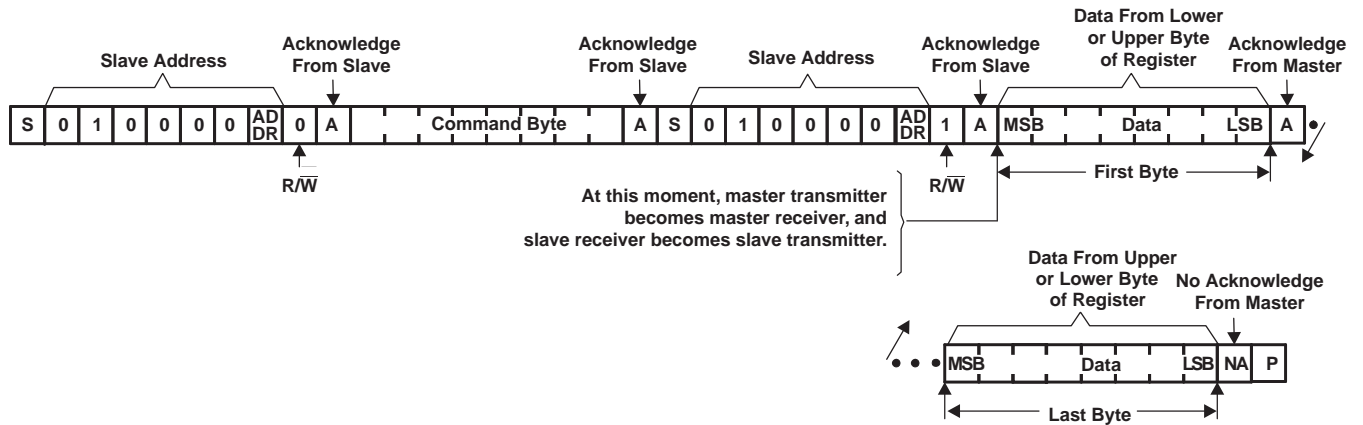 Slave Address
Acknowledge
From Slave
Acknowledge
From Slave
Slave Address
Acknowledge
From Slave
Data From Lower
or Upper Byte
of Register
Acknowledge
From Master
S 0 1 0 0 0 0 AD DR 0 A Command Byte A S 0 1 0 0 0 0 AD DR 1 A MSB Data LSB A
R/W̅
R/W̅
First Byte
At this moment, master transmitter
becomes master receiver, and
slave receiver becomes slave transmitter.
Data From Upper
or Lower Byte
of Register
No Acknowledge
From Master
MSB Data LSB NA P
Last Byte